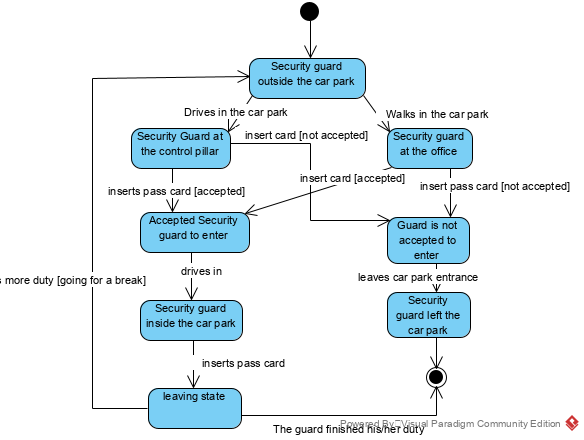 Security guard
outside the car park
Drives in the car park
Walks in the car park
Security Guard at
the control pillar
insert card [not accepted]
Security guard
at the office
insert card [accepted]
inserts pass card [accepted]
insert pass card [not accepted]
Accepted Security
guard to enter
Guard is not
accepted to
enter
drives in
leaves car park entrance
s more duty [going for a break]
Security guard
inside the car park
Security
guard left the
car park
inserts pass card
leaving state
The guard finished his/her duty
Powered By Visual Paradigm Community Edition